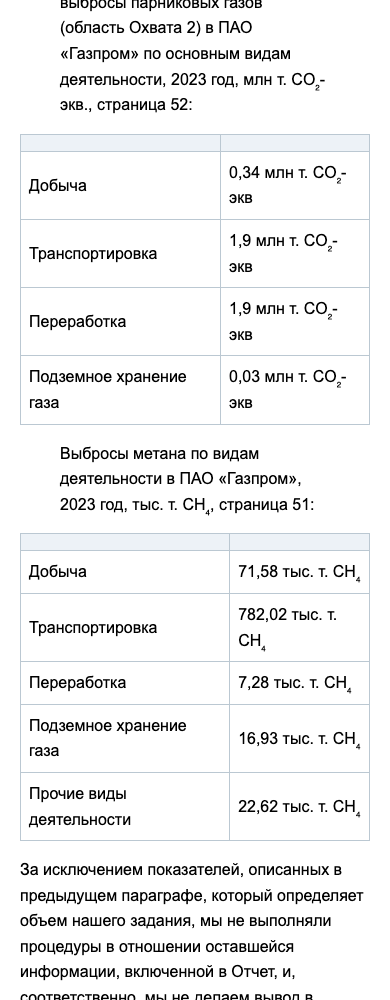 выбросы парниковых газов
(область Охвата 2) в ПАО
«Газпром» по основным видам
деятельности, 2023 год, млн т. CO₂-
экв., страница 52:
Добыча
0,34 млн т. CO₂-
экв
Транспортировка
1,9 млн т. CO₂-
экв
Переработка
1,9 млн т. CO₂-
экв
Подземное хранение
газа
0,03 млн т. CO₂-
экв
Выбросы метана по видам
деятельности в ПАО «Газпром»,
2023 год, тыс. т. CH₄, страница 51:
Добыча
71,58 тыс. т. CH₄
Транспортировка
782,02 тыс. т.
CH₄
Переработка
7,28 тыс. т. CH₄
Подземное хранение
газа
16,93 тыс. т. CH₄
Прочие виды
деятельности
22,62 тыс. т. CH₄
За исключением показателей, описанных в
предыдущем параграфе, который определяет
объем нашего задания, мы не выполняли
процедуры в отношении оставшейся
информации, включенной в Отчет, и,
соответственно, мы не делаем вывод в